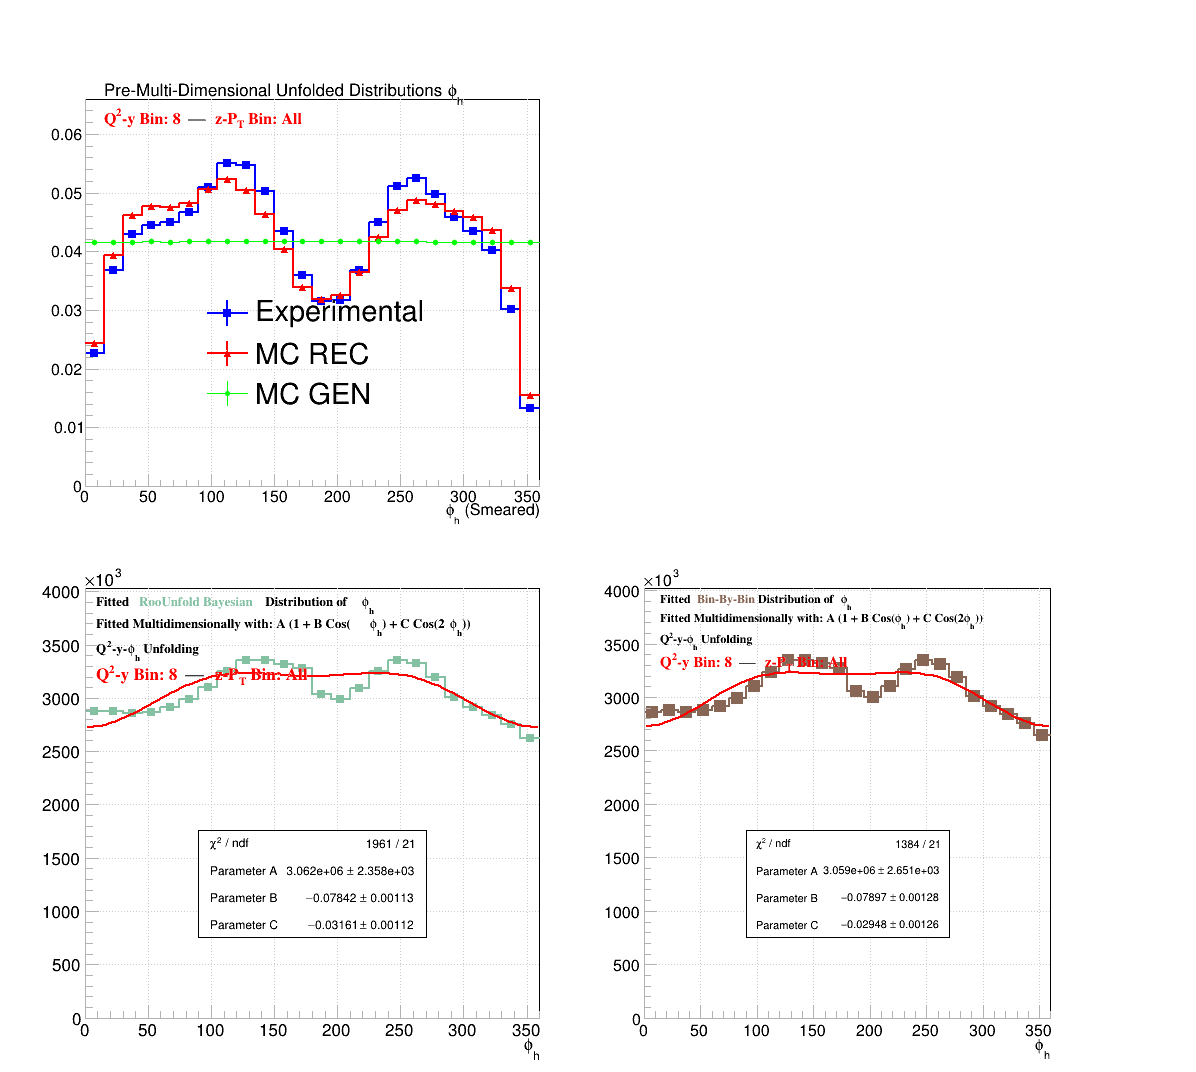 Pre-Multi-Dimensional Unfolded Distributions ϕh
Q2-y Bin: 8 — z-PT Bin: All
0.06
0.05
0.04
0.03
0.02
0.01
0
Experimental
MC REC
MC GEN
0 50 100 150 200 250 300 350
ϕh (Smeared)
×10³
Fitted RooUnfold Bayesian Distribution of ϕh
Fitted Multidimensionally with: A (1 + B Cos( ϕh) + C Cos(2 ϕh))
Q2-y-ϕh Unfolding
Q2-y Bin: 8 — z-PT Bin: All
4000
3500
3000
2500
2000
1500
1000
500
0
χ² / ndf 1961 / 21
Parameter A 3.062e+06 ± 2.358e+03
Parameter B −0.07842 ± 0.00113
Parameter C −0.03161 ± 0.00112
0 50 100 150 200 250 300 350
ϕh
×10³
Fitted Bin-By-Bin Distribution of ϕh
Fitted Multidimensionally with: A (1 + B Cos(ϕh) + C Cos(2ϕh))
Q2-y-ϕh Unfolding
Q2-y Bin: 8 — z-PT Bin: All
4000
3500
3000
2500
2000
1500
1000
500
0
χ² / ndf 1384 / 21
Parameter A 3.059e+06 ± 2.651e+03
Parameter B −0.07897 ± 0.00128
Parameter C −0.02948 ± 0.00126
0 50 100 150 200 250 300 350
ϕh